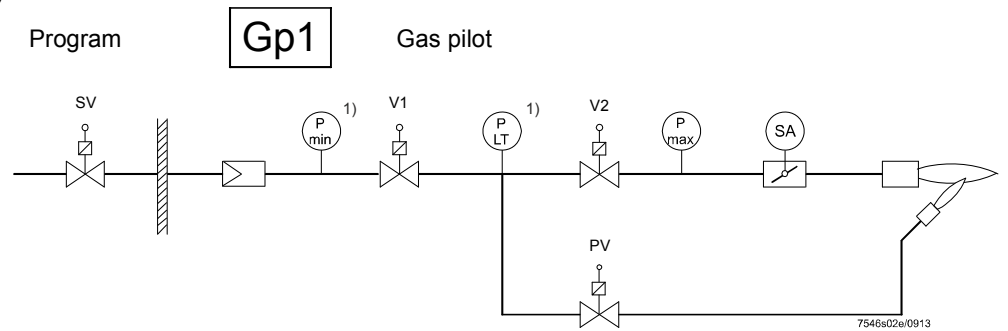 Program Gp1 Gas pilot
SV
P min 1)
V1
P LT 1)
V2
P max
SA
PV
7546s02e/0913